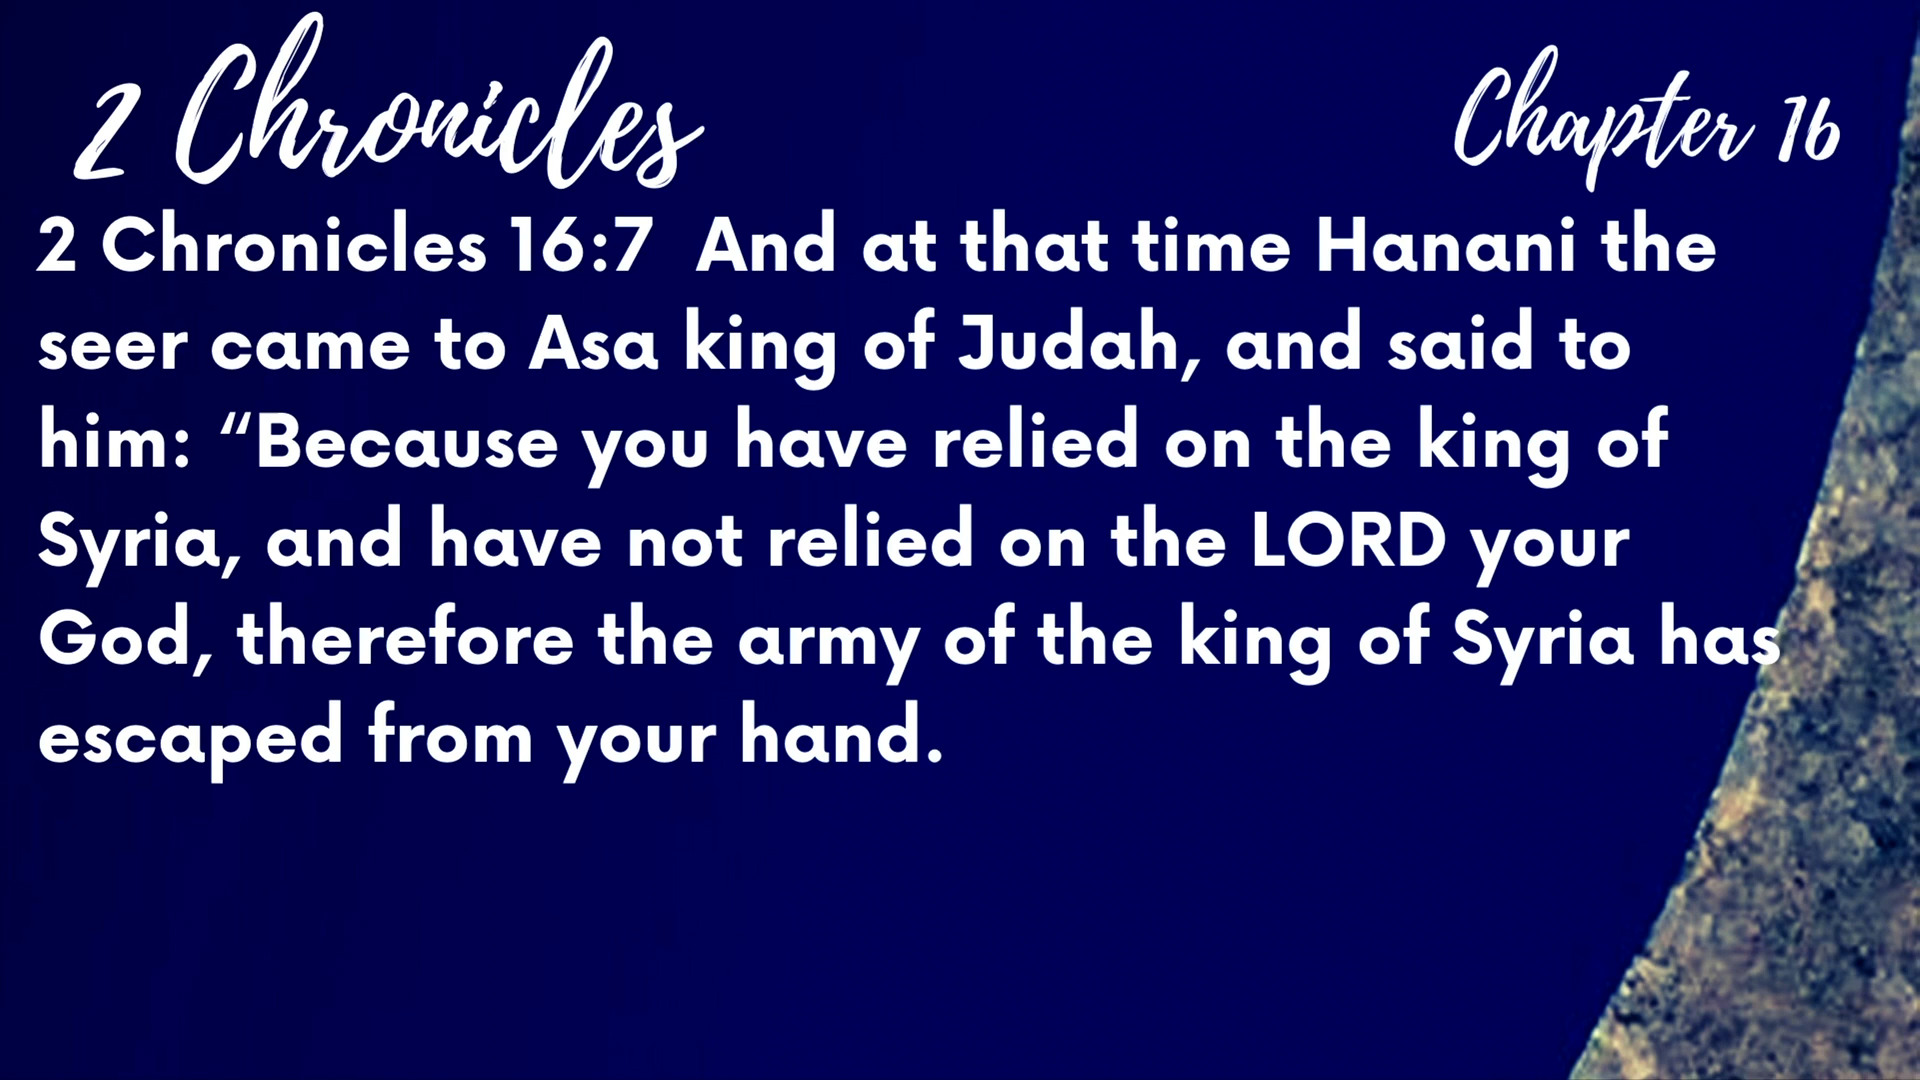 2 Chronicles
Chapter 16
2 Chronicles 16:7  And at that time Hanani the
seer came to Asa king of Judah, and said to
him: “Because you have relied on the king of
Syria, and have not relied on the LORD your
God, therefore the army of the king of Syria has
escaped from your hand.